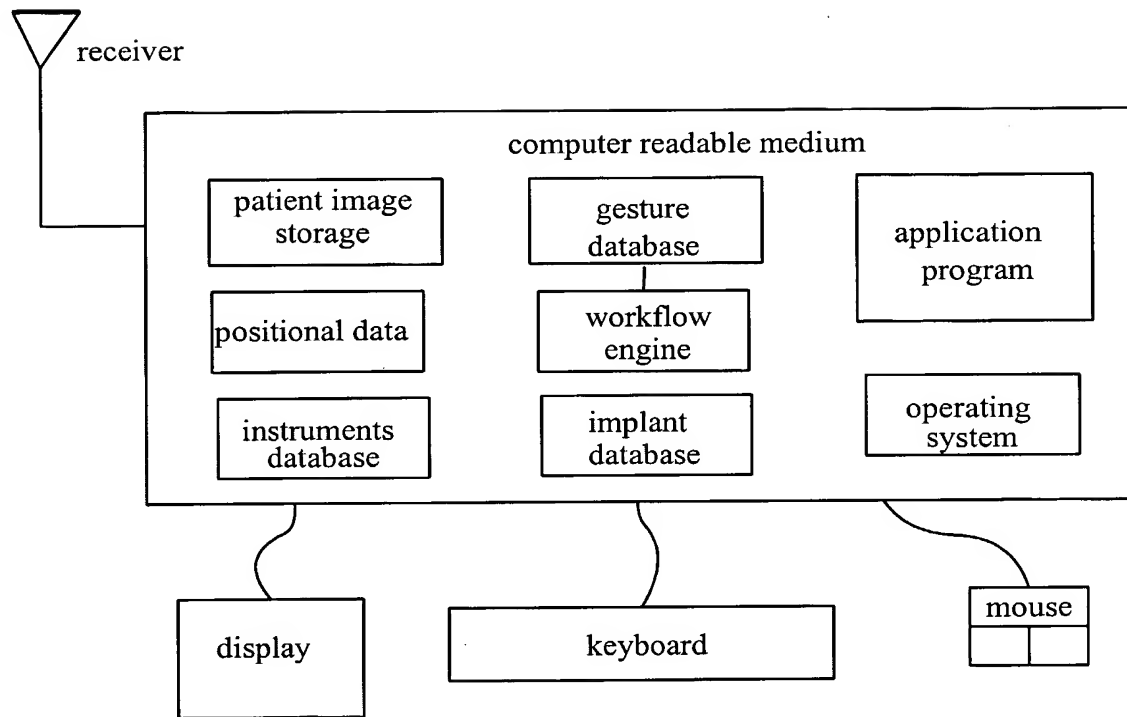 receiver
computer readable medium
patient image
storage
gesture
database
application
program
positional data
workflow
engine
instruments
database
implant
database
operating
system
display
keyboard
mouse